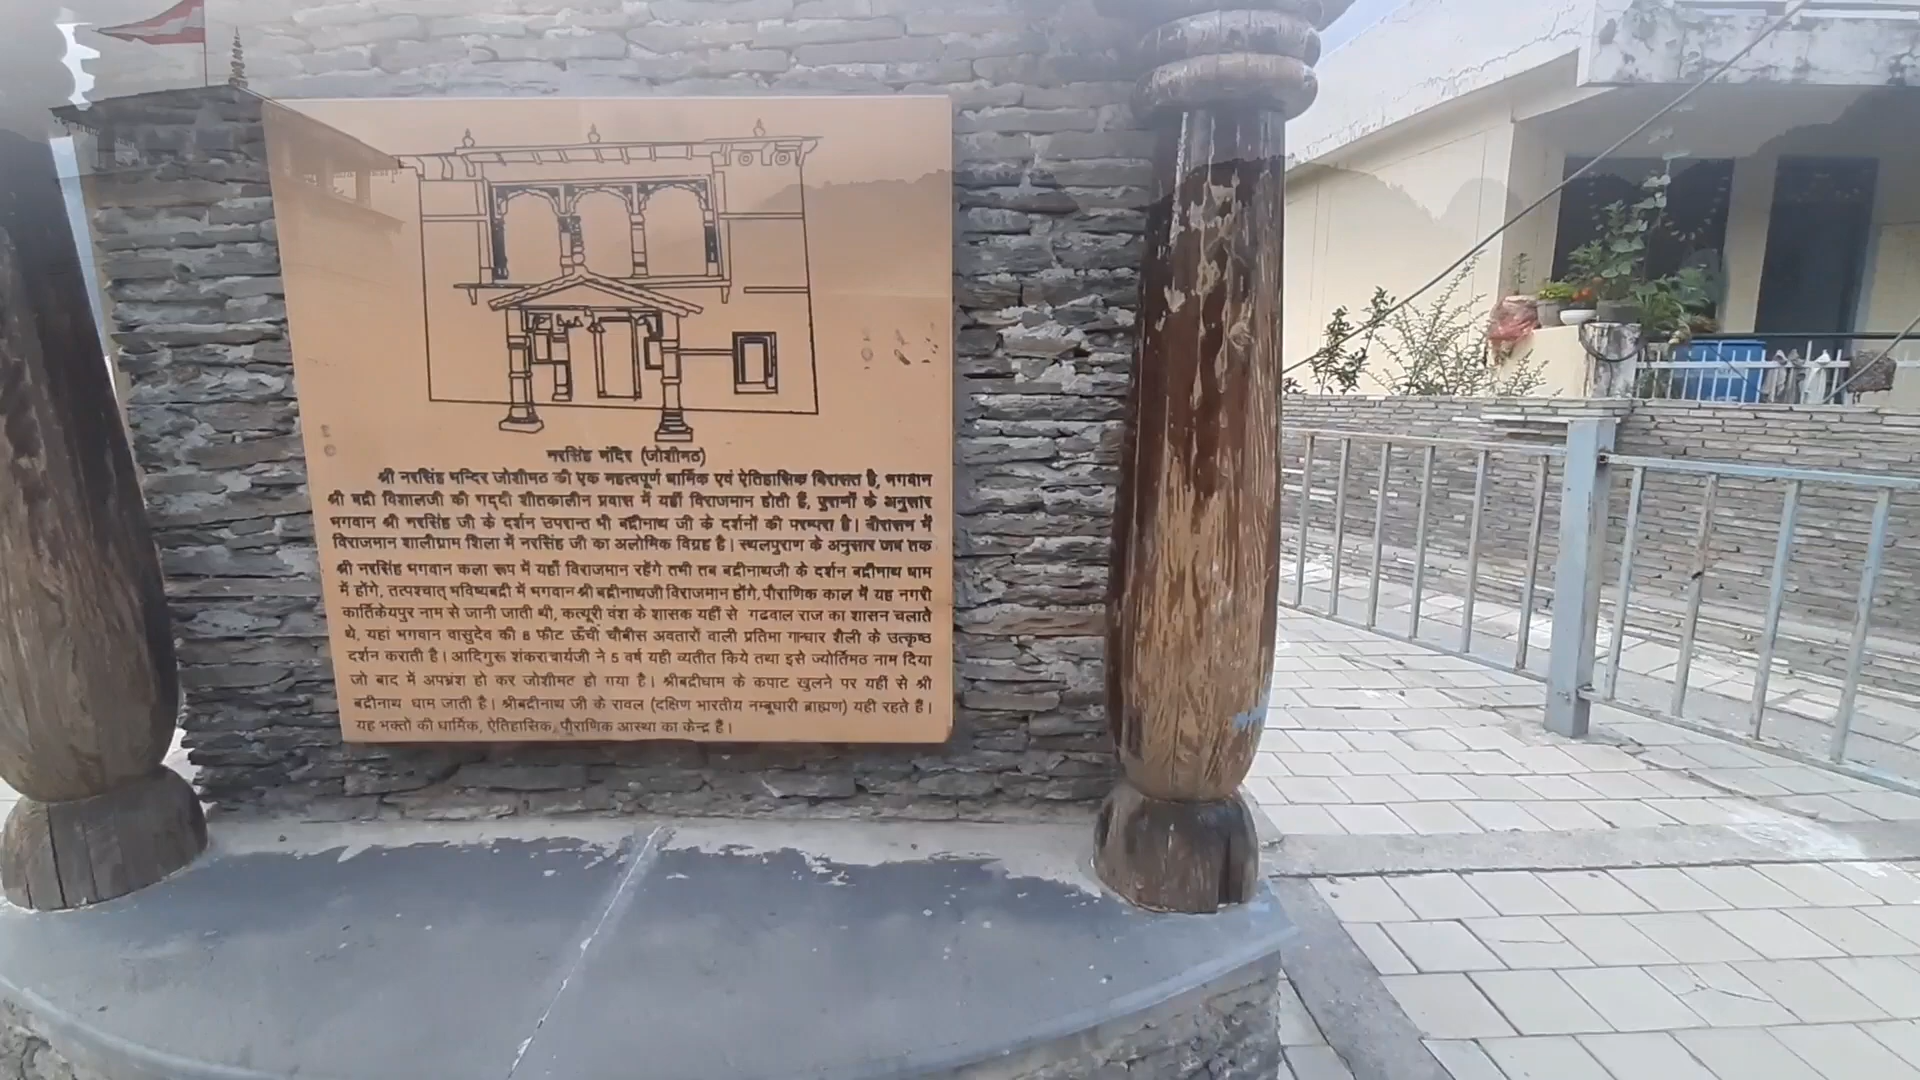 नरसिंह मंदिर (जोशीमठ)
श्री नरसिंह मन्दिर जोशीमठ की एक महत्वपूर्ण धार्मिक एवं ऐतिहासिक विरासत है, भगवान
श्री बद्री विशालजी की गद्दी शीतकालीन प्रवास में यहीं विराजमान होती हैं, पुराणों के अनुसार
भगवान श्री नरसिंह जी के दर्शन उपरान्त श्री बद्रीनाथ जी के दर्शनों की परम्परा है। वीरासन में
विराजमान शालीग्राम शिला में नरसिंह जी का अलोमिक विग्रह है। स्थलपुराण के अनुसार जब तक
श्री नरसिंह भगवान कला रूप में यहाँ विराजमान रहेंगे तभी तब बद्रीनाथजी के दर्शन बद्रीनाथ धाम
में होंगे, तत्पश्चात् भविष्यबद्री में भगवान श्री बद्रीनाथजी विराजमान होंगे, पौराणिक काल में यह नगरी
कार्तिकेयपुर नाम से जानी जाती थी, कत्यूरी वंश के शासक यहीं से गढवाल राज का शासन चलाते
थे, यहां भगवान वासुदेव की 8 फीट ऊँची चौबीस अवतारों वाली प्रतिमा गान्धार शैली के उत्कृष्ठ
दर्शन कराती है। आदिगुरू शंकराचार्यजी ने 5 वर्ष यही व्यतीत किये तथा इसे ज्योर्तिमठ नाम दिया
जो बाद में अपभ्रंश हो कर जोशीमठ हो गया है। श्रीबद्रीधाम के कपाट खुलने पर यहीं से श्री
बद्रीनाथ धाम जाती है। श्रीबद्रीनाथ जी के रावल (दक्षिण भारतीय नम्बूधारी ब्राह्मण) यही रहते हैं।
यह भक्तो की धार्मिक, ऐतिहासिक, पौराणिक आस्था का केन्द्र हैं।